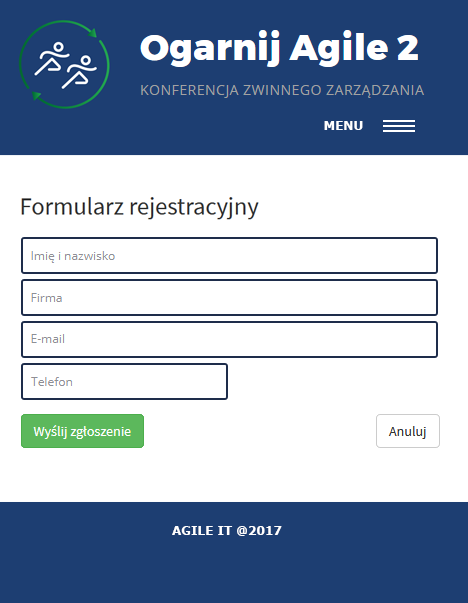 Ogarnij Agile 2
KONFERENCJA ZWINNEGO ZARZĄDZANIA
MENU
Formularz rejestracyjny
Imię i nazwisko
Firma
E-mail
Telefon
Wyślij zgłoszenie Anuluj
AGILE IT @2017